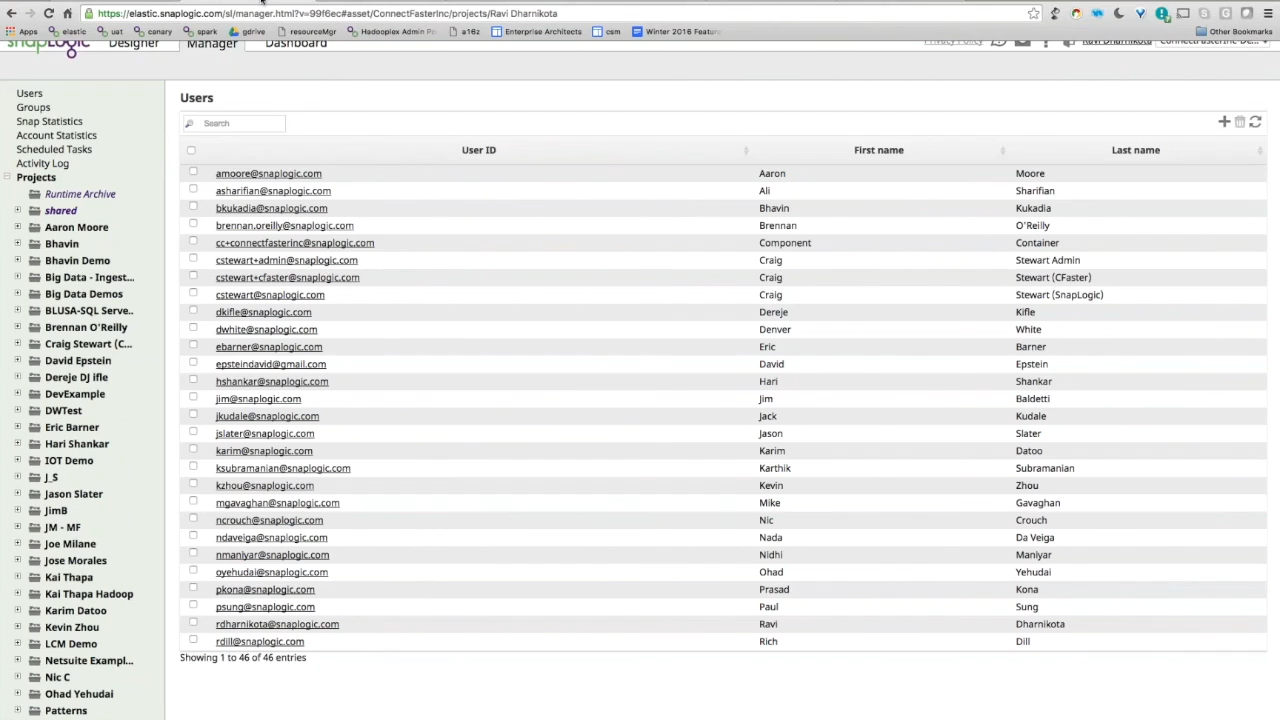 https://elastic.snaplogic.com/sl/manager.html?v=99f6ec#asset/ConnectFasterInc/projects/Ravi Dharnikota
Apps elastic uat canary spark gdrive resourceMgr Hadooplex Admin Po a16z Enterprise Architects csm Winter 2016 Feature Other Bookmarks
snapLogic Designer Manager Dashboard Privacy Policy Ravi Dharnikota
Users
Groups
Snap Statistics
Account Statistics
Scheduled Tasks
Activity Log
Projects
Runtime Archive
shared
Aaron Moore
Bhavin
Bhavin Demo
Big Data - Ingest...
Big Data Demos
BLUSA-SQL Serve..
Brennan O'Reilly
Craig Stewart (C...
David Epstein
Dereje DJ ifle
DevExample
DWTest
Eric Barner
Hari Shankar
IOT Demo
J_S
Jason Slater
JimB
JM - MF
Joe Milane
Jose Morales
Kai Thapa
Kai Thapa Hadoop
Karim Datoo
Kevin Zhou
LCM Demo
Netsuite Exampl...
Nic C
Ohad Yehudai
Patterns
Users
Search
User ID First name Last name
amoore@snaplogic.com Aaron Moore
asharifian@snaplogic.com Ali Sharifian
bkukadia@snaplogic.com Bhavin Kukadia
brennan.oreilly@snaplogic.com Brennan O'Reilly
cc+connectfasterinc@snaplogic.com Component Container
cstewart+admin@snaplogic.com Craig Stewart Admin
cstewart+cfaster@snaplogic.com Craig Stewart (CFaster)
cstewart@snaplogic.com Craig Stewart (SnapLogic)
dkifle@snaplogic.com Dereje Kifle
dwhite@snaplogic.com Denver White
ebarner@snaplogic.com Eric Barner
epsteindavid@gmail.com David Epstein
hshankar@snaplogic.com Hari Shankar
jim@snaplogic.com Jim Baldetti
jkudale@snaplogic.com Jack Kudale
jslater@snaplogic.com Jason Slater
karim@snaplogic.com Karim Datoo
ksubramanian@snaplogic.com Karthik Subramanian
kzhou@snaplogic.com Kevin Zhou
mgavaghan@snaplogic.com Mike Gavaghan
ncrouch@snaplogic.com Nic Crouch
ndaveiga@snaplogic.com Nada Da Veiga
nmaniyar@snaplogic.com Nidhi Maniyar
oyehudai@snaplogic.com Ohad Yehudai
pkona@snaplogic.com Prasad Kona
psung@snaplogic.com Paul Sung
rdharnikota@snaplogic.com Ravi Dharnikota
rdill@snaplogic.com Rich Dill
Showing 1 to 46 of 46 entries